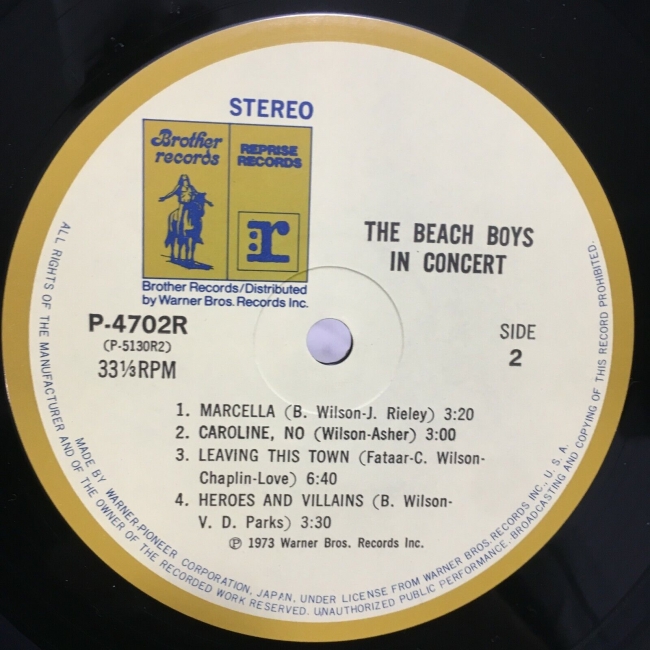 STEREO
Brother
records
REPRISE
RECORDS
:r
Brother Records/Distributed
by Warner Bros. Records Inc.
THE BEACH BOYS
IN CONCERT
P-4702R
(P-5130R2)
33⅓RPM
SIDE
2
1. MARCELLA (B. Wilson-J. Rieley) 3:20
2. CAROLINE, NO (Wilson-Asher) 3:00
3. LEAVING THIS TOWN (Fataar-C. Wilson-
Chaplin-Love) 6:40
4. HEROES AND VILLAINS (B. Wilson-
V. D. Parks) 3:30
Ⓟ 1973 Warner Bros. Records Inc.
MADE BY WARNER-PIONEER CORPORATION, JAPAN, UNDER LICENSE FROM WARNER BROS. RECORDS INC., U. S. A.
ALL RIGHTS OF THE MANUFACTURER AND OF THE OWNER OF THE RECORDED WORK RESERVED. UNAUTHORIZED PUBLIC PERFORMANCE, BROADCASTING AND COPYING OF THIS RECORD PROHIBITED.